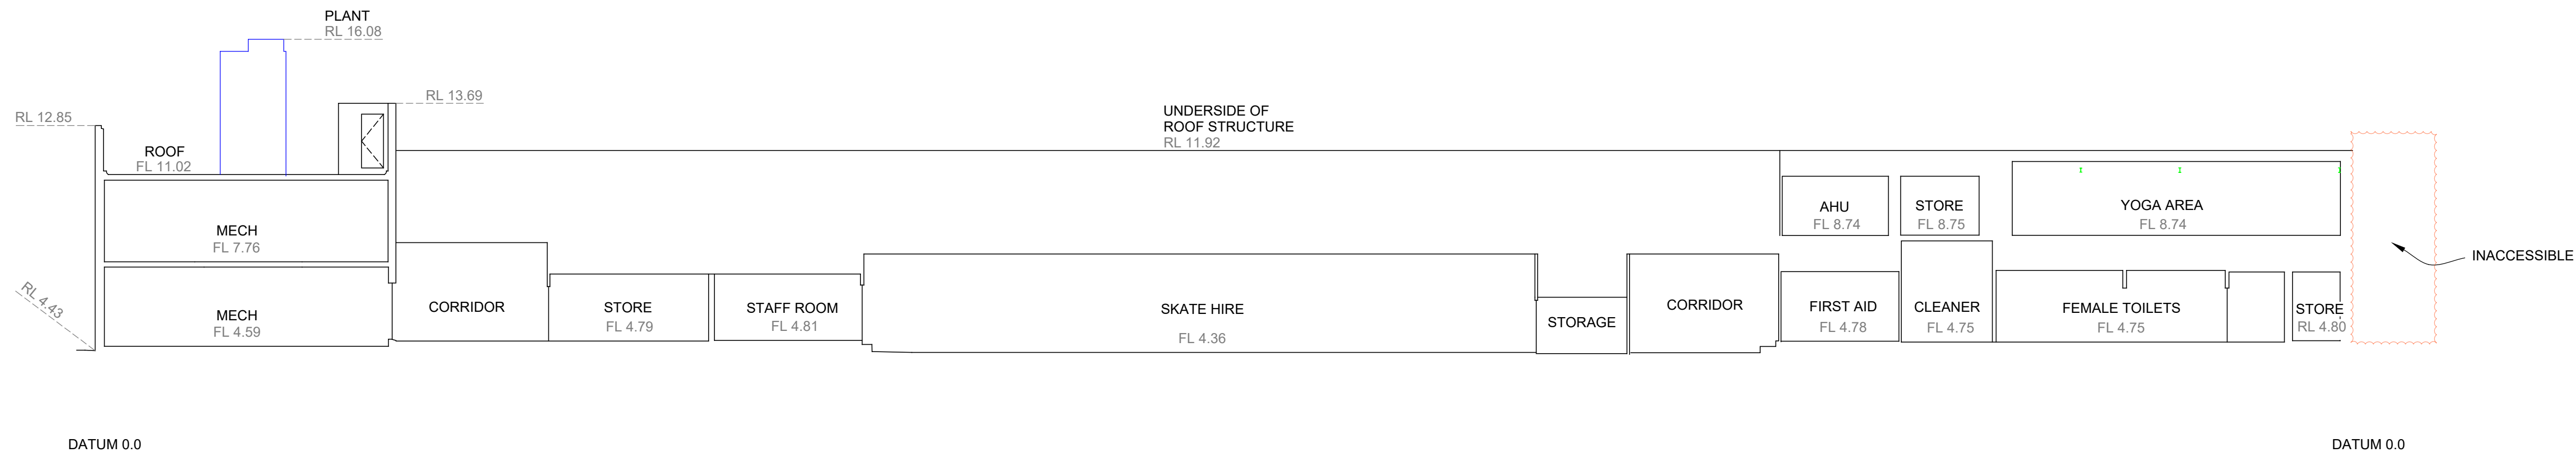 PLANT
RL 16.08
RL 13.69
RL 12.85
UNDERSIDE OF
ROOF STRUCTURE
RL 11.92
ROOF
FL 11.02
MECH
FL 7.76
AHU
FL 8.74
STORE
FL 8.75
YOGA AREA
FL 8.74
INACCESSIBLE
RL 4.43
MECH
FL 4.59
CORRIDOR
STORE
FL 4.79
STAFF ROOM
FL 4.81
SKATE HIRE
FL 4.36
STORAGE
CORRIDOR
FIRST AID
FL 4.78
CLEANER
FL 4.75
FEMALE TOILETS
FL 4.75
STORE
RL 4.80
DATUM 0.0
DATUM 0.0